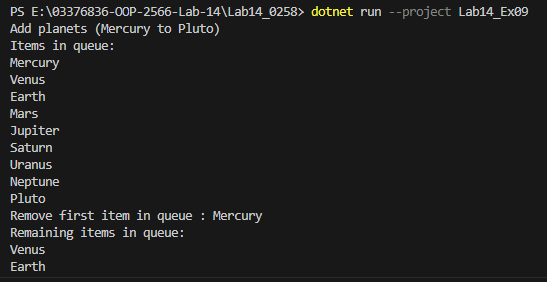 PS E:\03376836-OOP-2566-Lab-14\Lab14_0258> dotnet run --project Lab14_Ex09
Add planets (Mercury to Pluto)
Items in queue:
Mercury
Venus
Earth
Mars
Jupiter
Saturn
Uranus
Neptune
Pluto
Remove first item in queue : Mercury
Remaining items in queue:
Venus
Earth